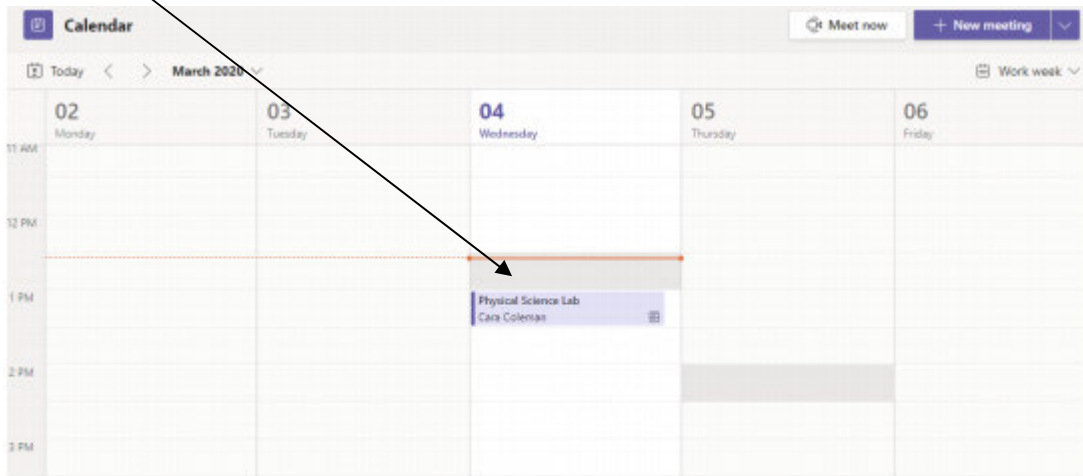 Calendar
Meet now
+ New meeting
Today < > March 2020
Work week
02
Monday
03
Tuesday
04
Wednesday
05
Thursday
06
Friday
11 AM
12 PM
1 PM
Physical Science Lab
Cara Coleman
2 PM
3 PM